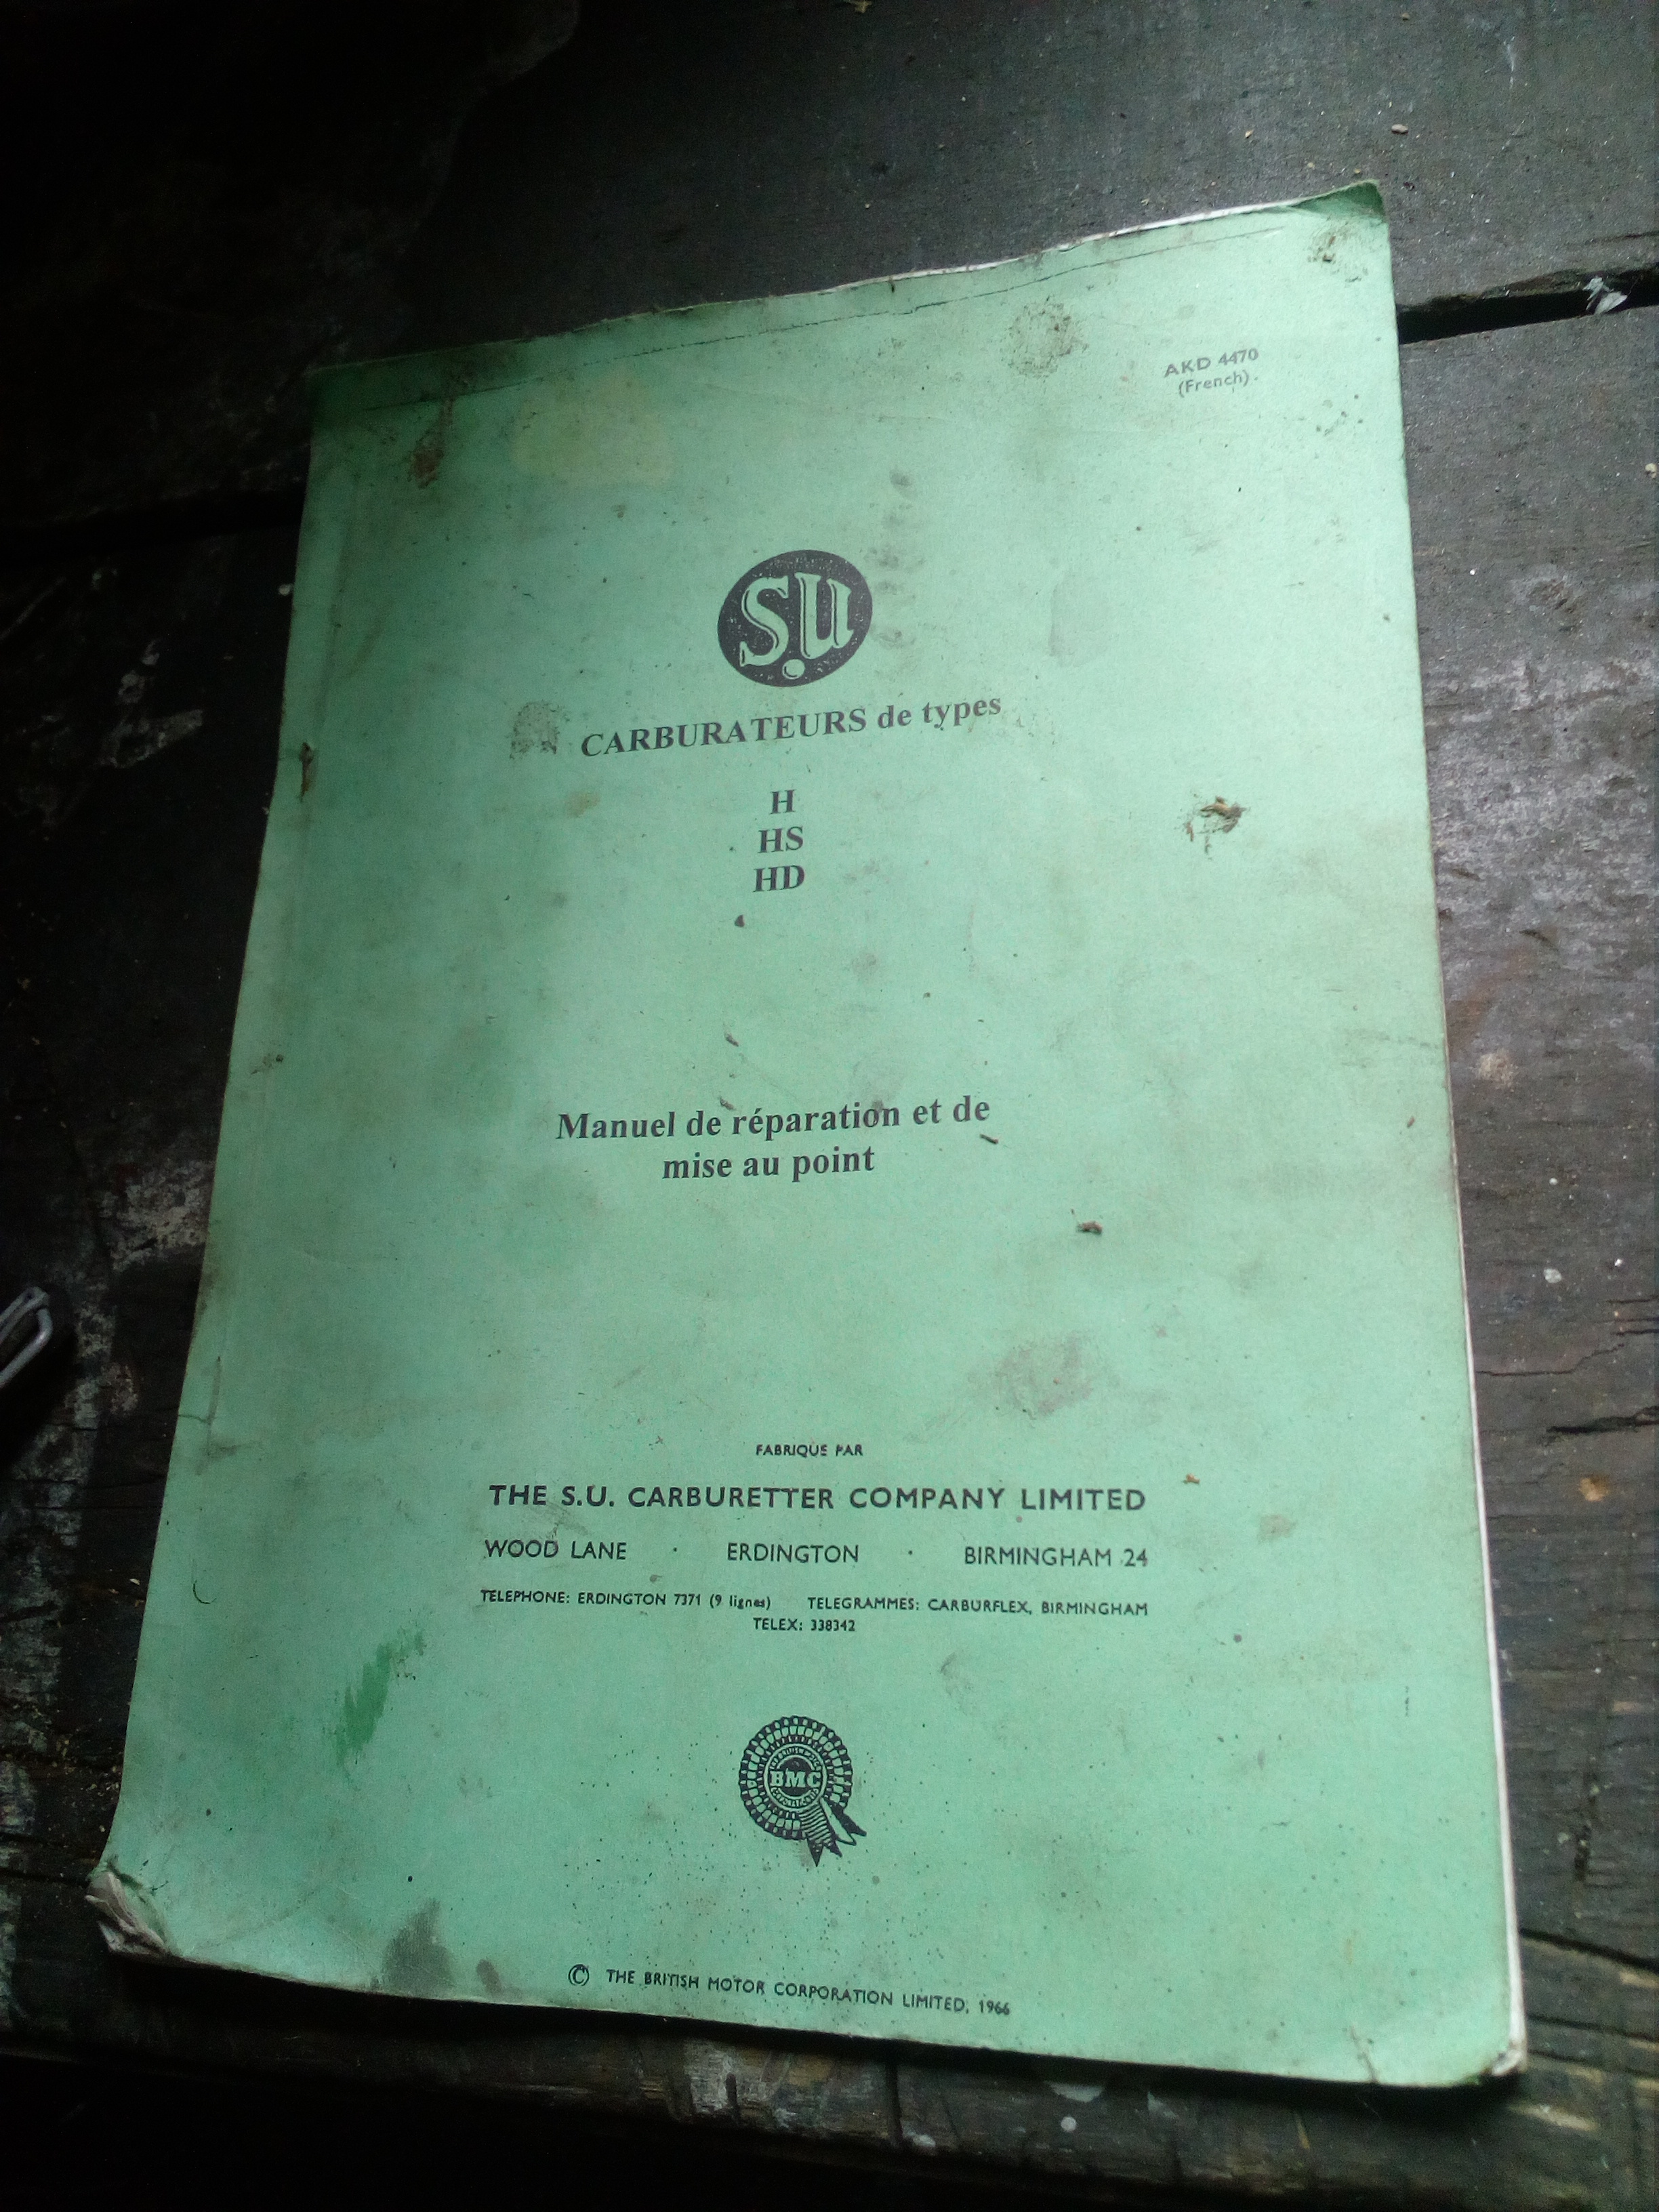 AKD 4470
(French).
S.U
CARBURATEURS de types
H
HS
HD
Manuel de réparation et de
mise au point
FABRIQUE PAR
THE S.U. CARBURETTER COMPANY LIMITED
WOOD LANE · ERDINGTON · BIRMINGHAM 24
TELEPHONE: ERDINGTON 7371 (9 lignes) TELEGRAMMES: CARBURFLEX, BIRMINGHAM
TELEX: 338342
BMC
© THE BRITISH MOTOR CORPORATION LIMITED, 1966